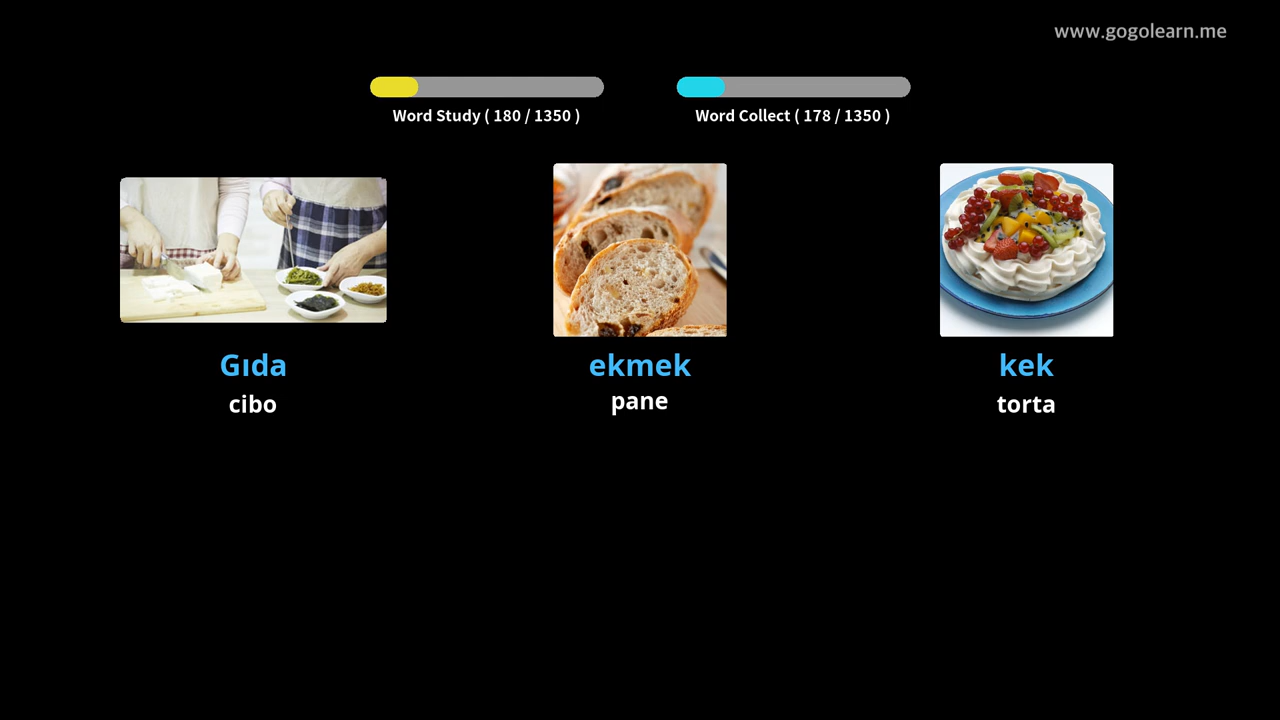 www.gogolearn.me
Word Study ( 180 / 1350 )
Word Collect ( 178 / 1350 )
Gıda
ekmek
kek
cibo
pane
torta